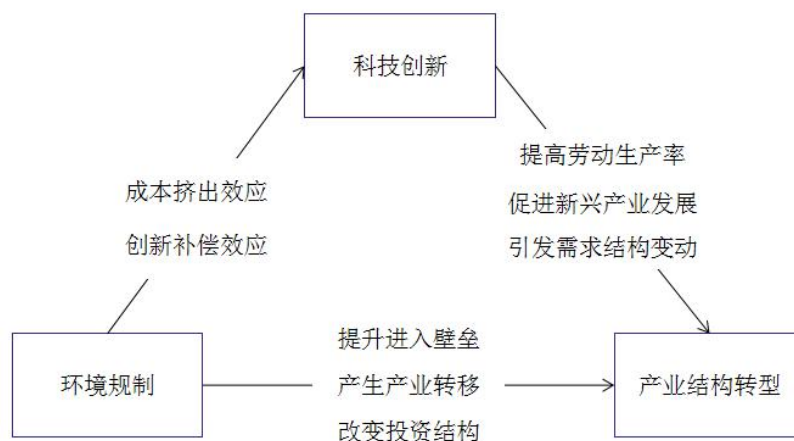 科技创新
提高劳动生产率
成本挤出效应
促进新兴产业发展
创新补偿效应
引发需求结构变动
提升进入壁垒
环境规制
产生产业转移
产业结构转型
改变投资结构